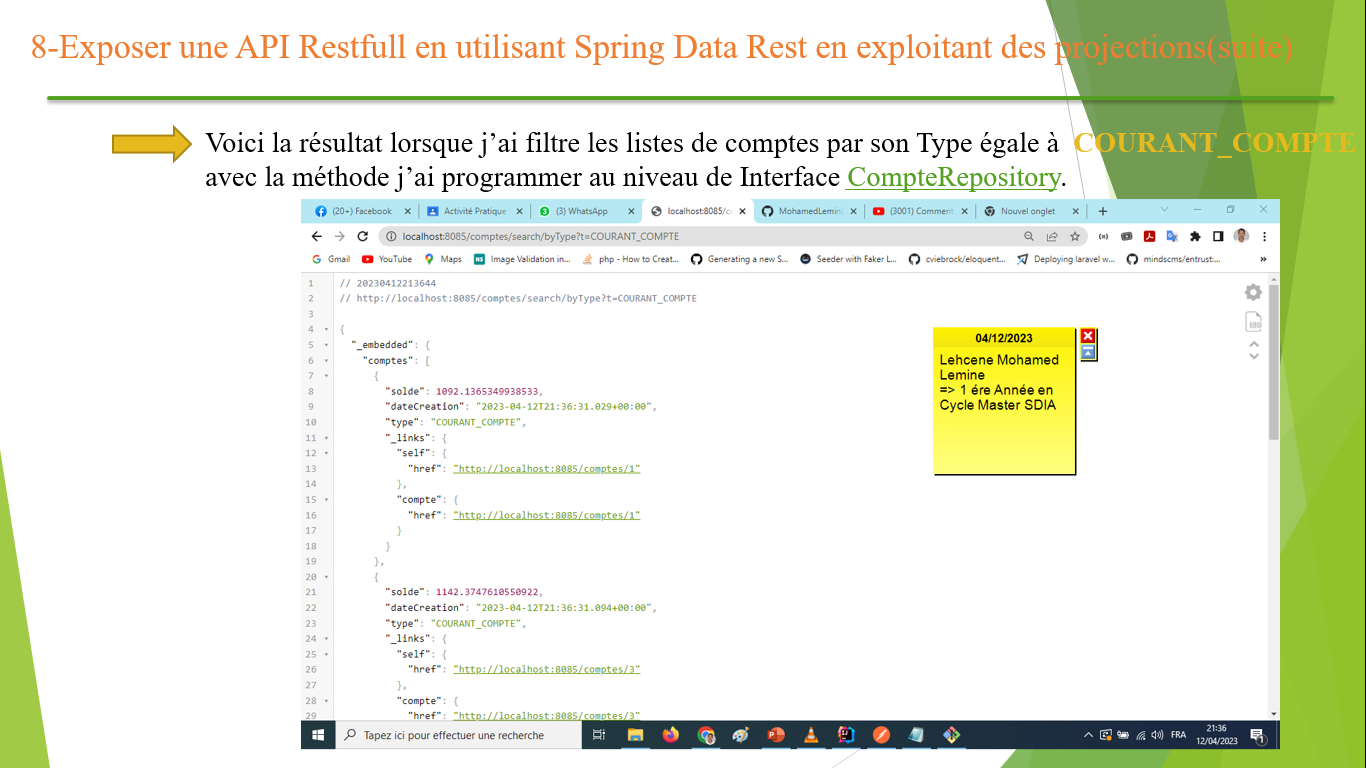 8-Exposer une API Restfull en utilisant Spring Data Rest en exploitant des projections(suite)
Voici la résultat lorsque j’ai filtre les listes de comptes par son Type égale à COURANT_COMPTE
avec la méthode j’ai programmer au niveau de Interface CompteRepository.
(20+) Facebook
Activité Pratique
(3) WhatsApp
localhost:8085/c
MohamedLemin
(3001) Comment
Nouvel onglet
localhost:8085/comptes/search/byType?t=COURANT_COMPTE
Gmail
YouTube
Maps
Image Validation in...
php - How to Creat...
Generating a new S...
Seeder with Faker L...
cviebrock/eloquent...
Deploying laravel w...
mindscms/entrust:...
»
1 // 20230412213644
2 // http://localhost:8085/comptes/search/byType?t=COURANT_COMPTE
3
4 {
5 "_embedded": {
6 "comptes": [
7 {
8 "solde": 1092.1365349938533,
9 "dateCreation": "2023-04-12T21:36:31.029+00:00",
10 "type": "COURANT_COMPTE",
11 "_links": {
12 "self": {
13 "href": "http://localhost:8085/comptes/1"
14 },
15 "compte": {
16 "href": "http://localhost:8085/comptes/1"
17 }
18 }
19 },
20 {
21 "solde": 1142.3747610550922,
22 "dateCreation": "2023-04-12T21:36:31.094+00:00",
23 "type": "COURANT_COMPTE",
24 "_links": {
25 "self": {
26 "href": "http://localhost:8085/comptes/3"
27 },
28 "compte": {
29 "href": "http://localhost:8085/comptes/3"
04/12/2023
Lehcene Mohamed
Lemine
=> 1 ére Année en
Cycle Master SDIA
RAW
Tapez ici pour effectuer une recherche
FRA
21:36
12/04/2023
1